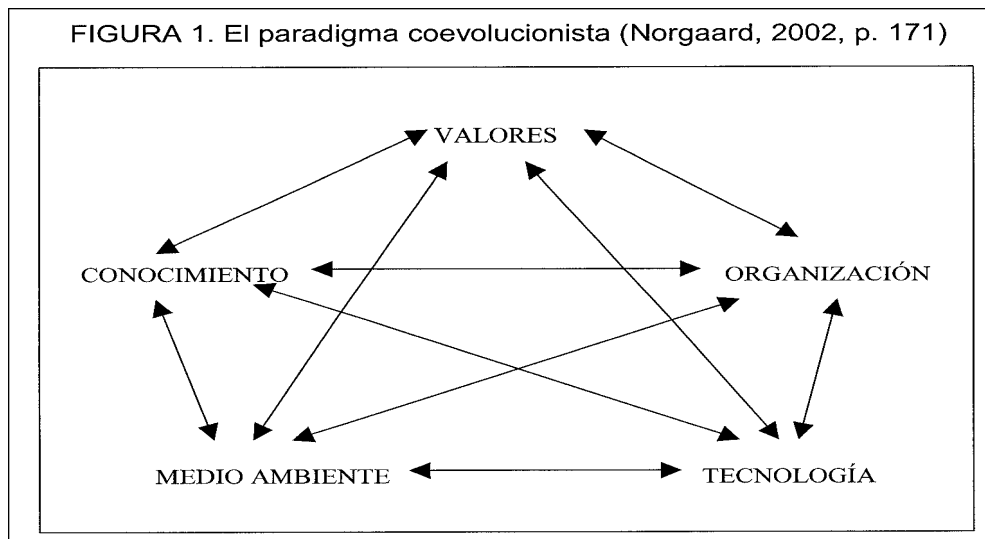 FIGURA 1. El paradigma coevolucionista (Norgaard, 2002, p. 171)
VALORES
CONOCIMIENTO
ORGANIZACIÓN
MEDIO AMBIENTE
TECNOLOGÍA